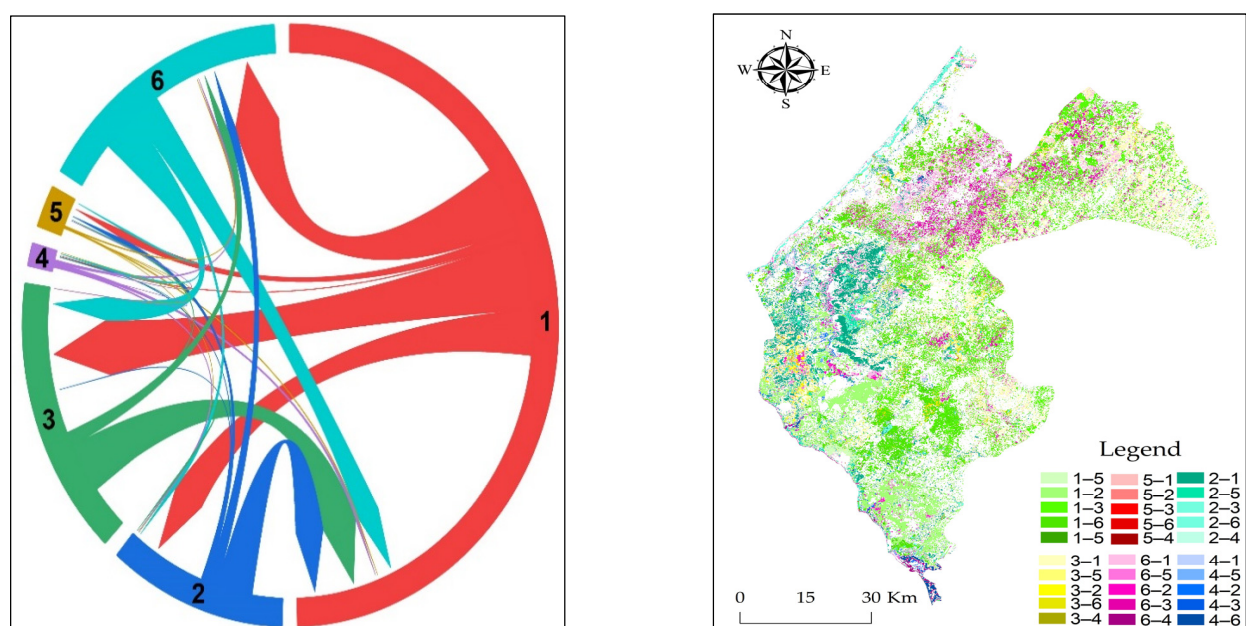 6
5
4
3
2
1
N
W E
S
Legend
1–5 5–1 2–1
1–2 5–2 2–5
1–3 5–3 2–3
1–6 5–6 2–6
1–5 5–4 2–4
3–1 6–1 4–1
3–5 6–5 4–5
3–2 6–2 4–2
3–6 6–3 4–3
3–4 6–4 4–6
0 15 30 Km